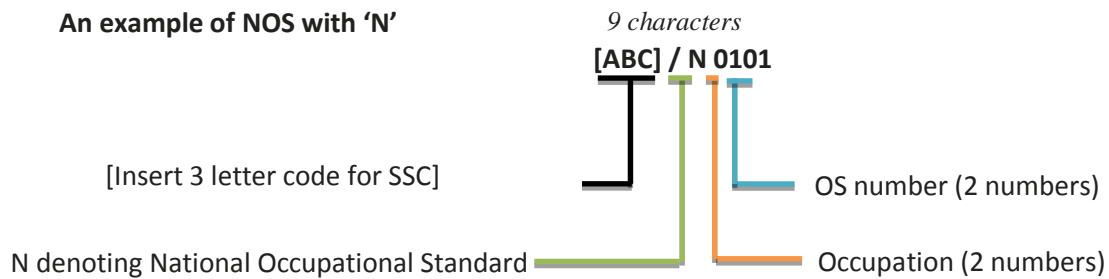 An example of NOS with ‘N’
9 characters
[ABC] / N 0101
[Insert 3 letter code for SSC]
OS number (2 numbers)
N denoting National Occupational Standard
Occupation (2 numbers)